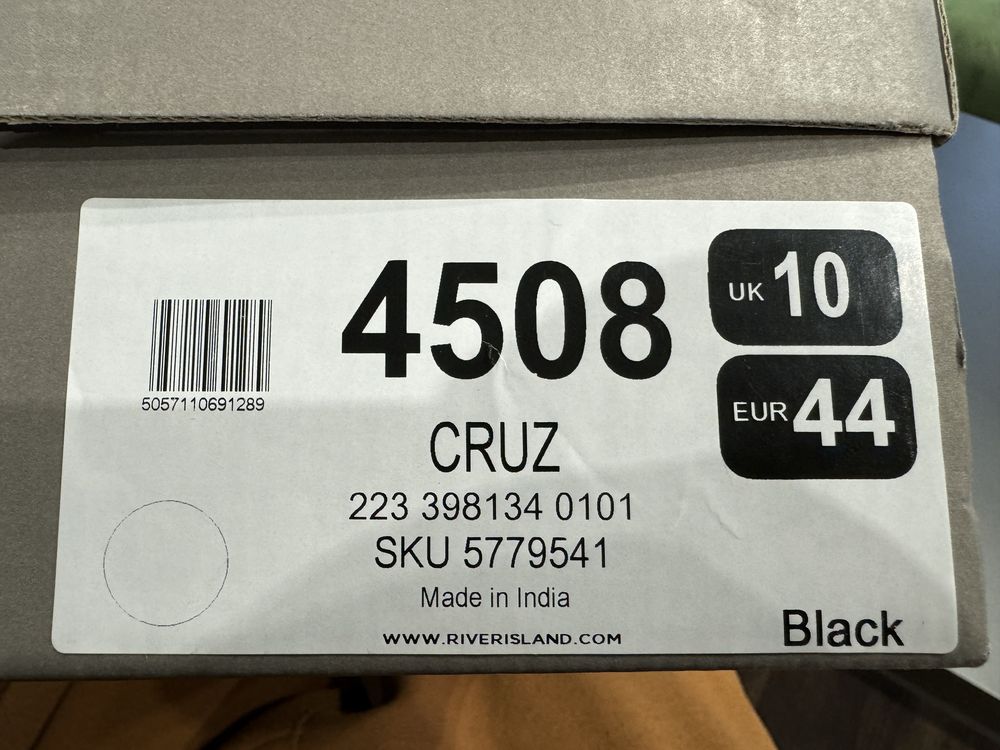 4508
UK 10
EUR 44
5057110691289
CRUZ
223 398134 0101
SKU 5779541
Made in India
WWW.RIVERISLAND.COM
Black